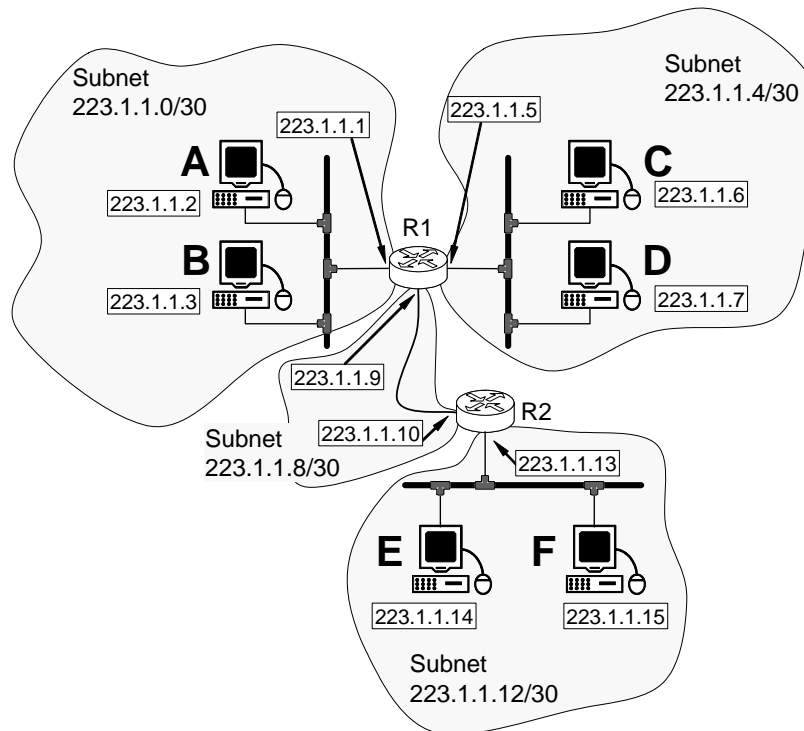 Subnet
223.1.1.0/30
Subnet
223.1.1.4/30
223.1.1.1
223.1.1.5
A
223.1.1.2
C
223.1.1.6
R1
B
223.1.1.3
D
223.1.1.7
223.1.1.9
R2
Subnet
223.1.1.8/30
223.1.1.10
223.1.1.13
E
223.1.1.14
F
223.1.1.15
Subnet
223.1.1.12/30